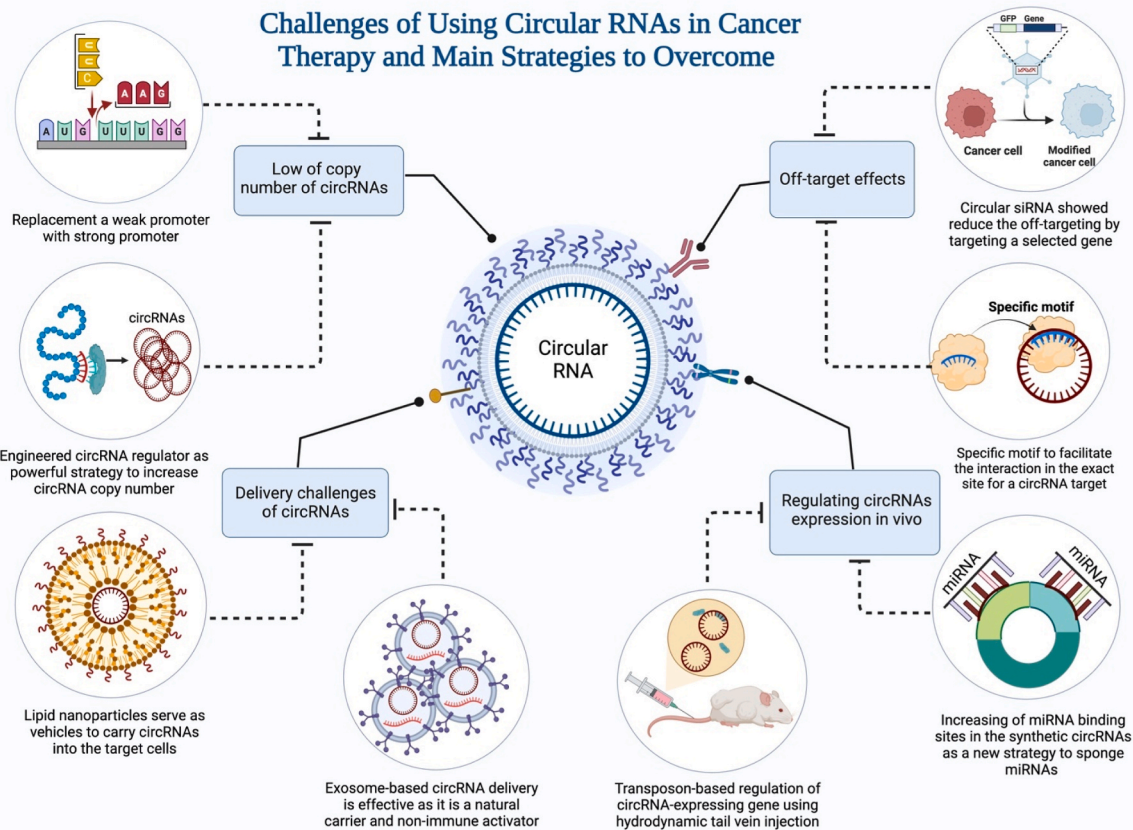 Challenges of Using Circular RNAs in Cancer
Therapy and Main Strategies to Overcome
U
U
C
A A G
A U G U U U G G
Replacement a weak promoter
with strong promoter
Low of copy
number of circRNAs
circRNAs
Engineered circRNA regulator as
powerful strategy to increase
circRNA copy number
Delivery challenges
of circRNAs
Lipid nanoparticles serve as
vehicles to carry circRNAs
into the target cells
Exosome-based circRNA delivery
is effective as it is a natural
carrier and non-immune activator
Circular
RNA
GFP Gene
Cancer cell
Modified
cancer cell
Off-target effects
Circular siRNA showed
reduce the off-targeting by
targeting a selected gene
Specific motif
Specific motif to facilitate
the interaction in the exact
site for a circRNA target
Regulating circRNAs
expression in vivo
miRNA
miRNA
Increasing of miRNA binding
sites in the synthetic circRNAs
as a new strategy to sponge
miRNAs
Transposon-based regulation of
circRNA-expressing gene using
hydrodynamic tail vein injection